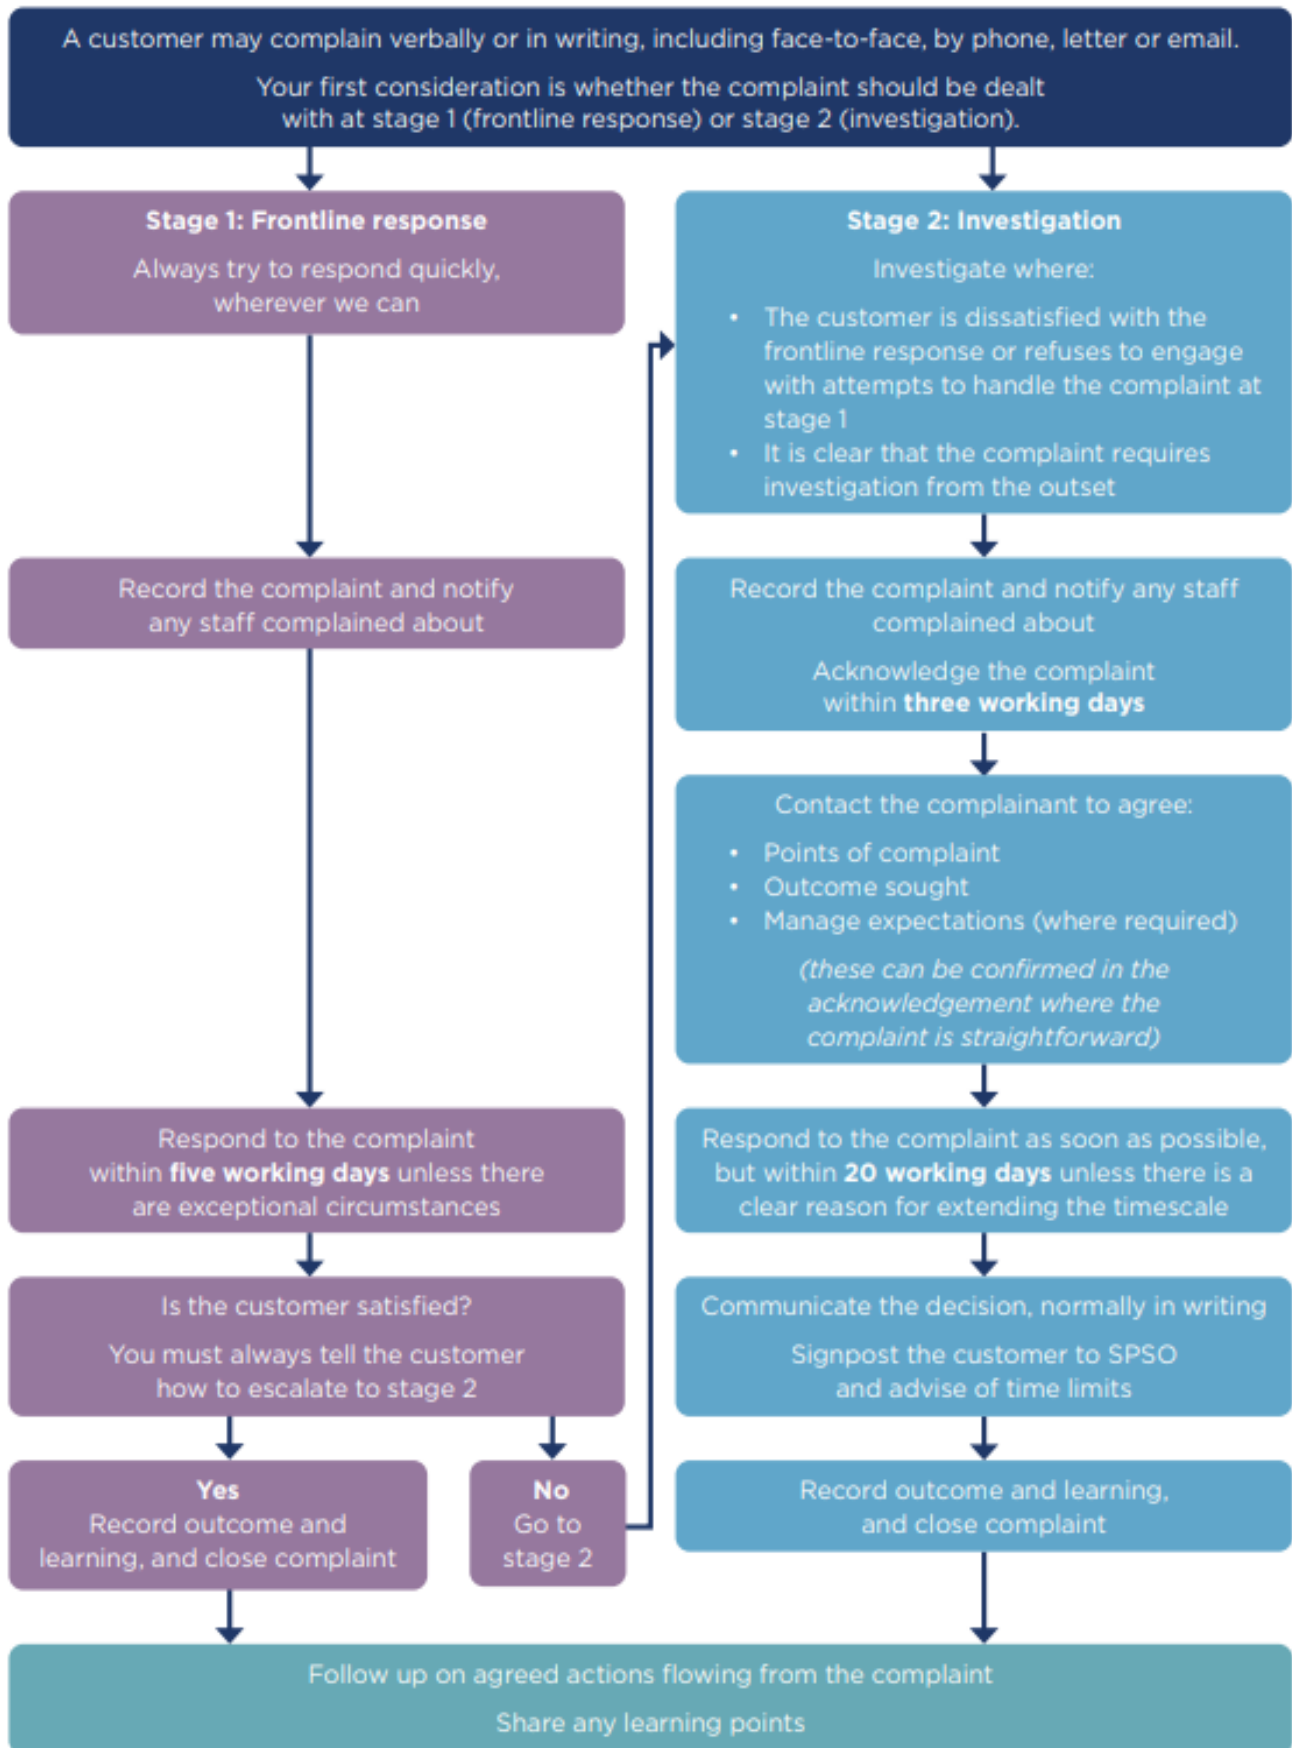 A customer may complain verbally or in writing, including face-to-face, by phone, letter or email.
Your first consideration is whether the complaint should be dealt
with at stage 1 (frontline response) or stage 2 (investigation).
Stage 1: Frontline response
Always try to respond quickly,
wherever we can
Record the complaint and notify
any staff complained about
Respond to the complaint
within five working days unless there
are exceptional circumstances
Is the customer satisfied?
You must always tell the customer
how to escalate to stage 2
Yes
Record outcome and
learning, and close complaint
No
Go to
stage 2
Stage 2: Investigation
Investigate where:
• The customer is dissatisfied with the
frontline response or refuses to engage
with attempts to handle the complaint at
stage 1
• It is clear that the complaint requires
investigation from the outset
Record the complaint and notify any staff
complained about
Acknowledge the complaint
within three working days
Contact the complainant to agree:
• Points of complaint
• Outcome sought
• Manage expectations (where required)
(these can be confirmed in the
acknowledgement where the
complaint is straightforward)
Respond to the complaint as soon as possible,
but within 20 working days unless there is a
clear reason for extending the timescale
Communicate the decision, normally in writing
Signpost the customer to SPSO
and advise of time limits
Record outcome and learning,
and close complaint
Follow up on agreed actions flowing from the complaint
Share any learning points